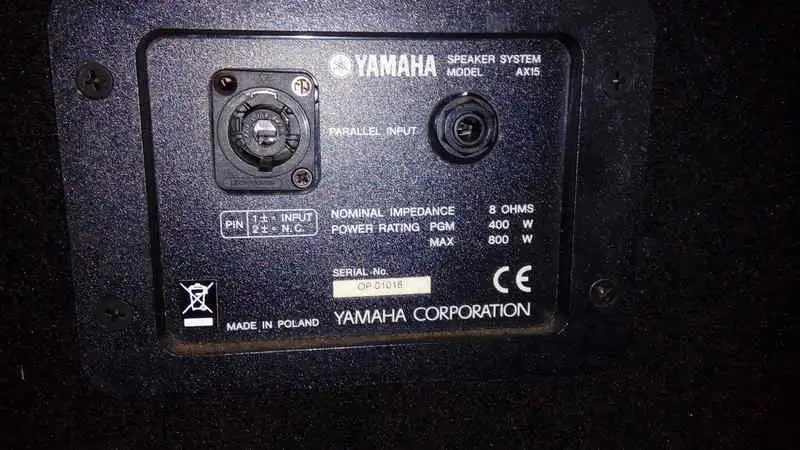 YAMAHA
SPEAKER SYSTEM
MODEL AX15
PARALLEL INPUT
PIN
1± = INPUT
2± = N.C.
NOMINAL IMPEDANCE 8 OHMS
POWER RATING PGM 400 W
MAX 800 W
SERIAL No.
OP 01018
CE
MADE IN POLAND
YAMAHA CORPORATION